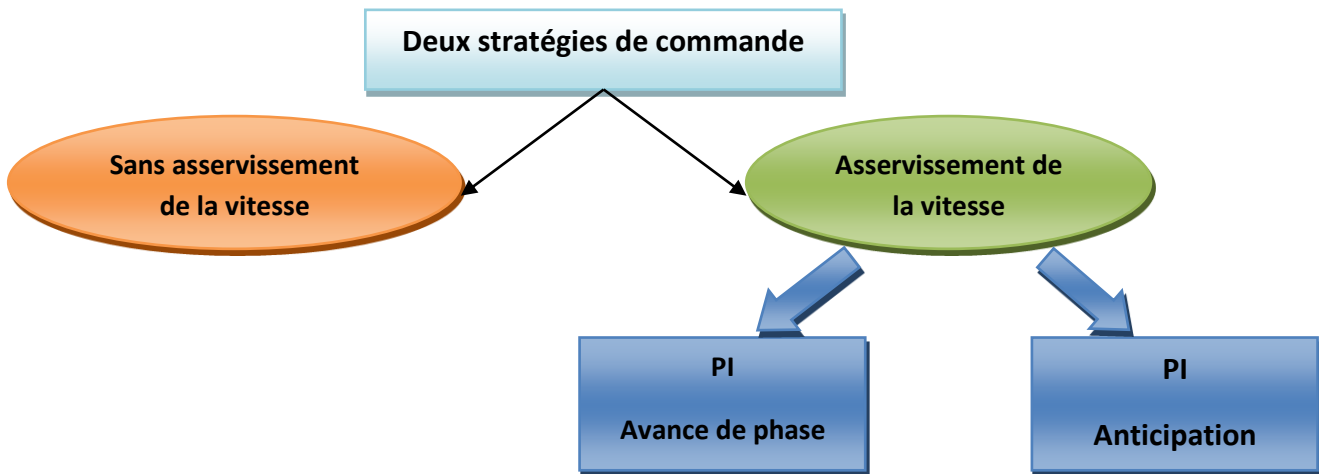 Deux stratégies de commande
Sans asservissement
de la vitesse
Asservissement de
la vitesse
PI
Avance de phase
PI
Anticipation